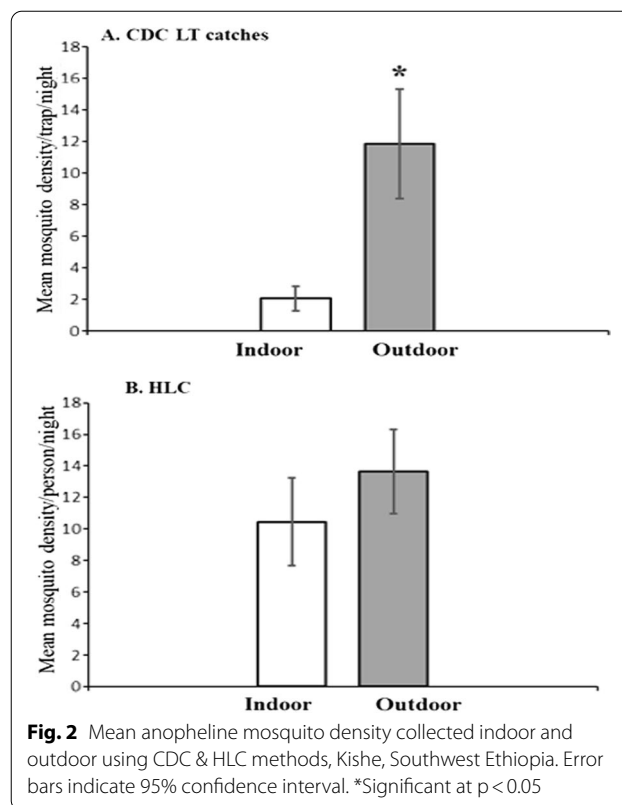 A. CDC LT catches
Mean mosquito density/trap/night
18
16
14
12
10
8
6
4
2
0
*
Indoor Outdoor
B. HLC
Mean mosquito density/person/night
18
16
14
12
10
8
6
4
2
0
Indoor Outdoor
Fig. 2 Mean anopheline mosquito density collected indoor and
outdoor using CDC & HLC methods, Kishe, Southwest Ethiopia. Error
bars indicate 95% confidence interval. *Significant at p < 0.05